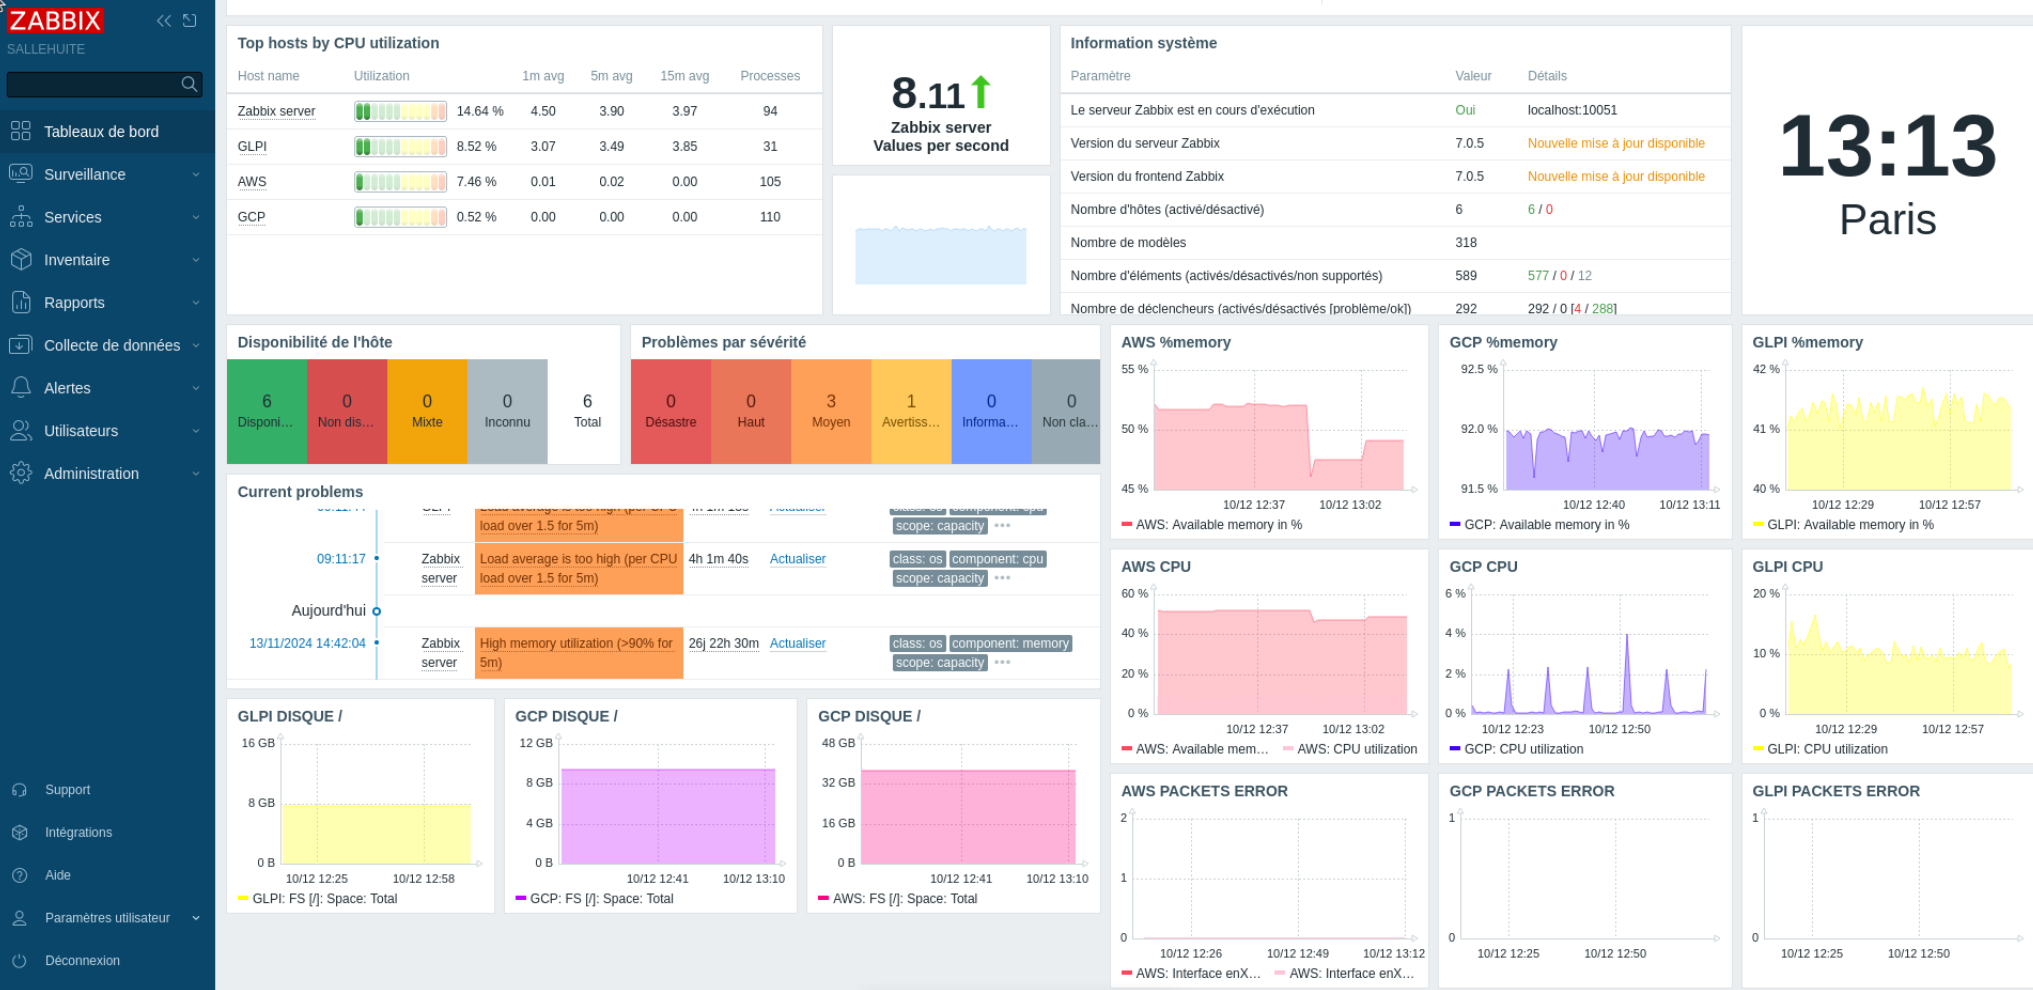 ZABBIX
SALLEHUITE
Tableaux de bord
Surveillance
Services
Inventaire
Rapports
Collecte de données
Alertes
Utilisateurs
Administration
Support
Intégrations
Aide
Paramètres utilisateur
Déconnexion
Top hosts by CPU utilization
Host name Utilization 1m avg 5m avg 15m avg Processes
Zabbix server 14.64 % 4.50 3.90 3.97 94
GLPI 8.52 % 3.07 3.49 3.85 31
AWS 7.46 % 0.01 0.02 0.00 105
GCP 0.52 % 0.00 0.00 0.00 110
8.11
Zabbix server
Values per second
Information système
Paramètre Valeur Détails
Le serveur Zabbix est en cours d'exécution Oui localhost:10051
Version du serveur Zabbix 7.0.5 Nouvelle mise à jour disponible
Version du frontend Zabbix 7.0.5 Nouvelle mise à jour disponible
Nombre d'hôtes (activé/désactivé) 6 6 / 0
Nombre de modèles 318
Nombre d'éléments (activés/désactivés/non supportés) 589 577 / 0 / 12
Nombre de déclencheurs (activés/désactivés [problème/ok]) 292 292 / 0 [4 / 288]
13:13
Paris
Disponibilité de l'hôte
6 0 0 0 6
Disponi... Non dis... Mixte Inconnu Total
Problèmes par sévérité
0 0 3 1 0 0
Désastre Haut Moyen Avertiss... Informa... Non cla...
Current problems
Load average is too high (per CPU 
load over 1.5 for 5m) scope: capacity •••
09:11:17 Zabbix server Load average is too high (per CPU load over 1.5 for 5m) 4h 1m 40s Actualiser class: os component: cpu scope: capacity •••
Aujourd'hui
13/11/2024 14:42:04 Zabbix server High memory utilization (>90% for 5m) 26j 22h 30m Actualiser class: os component: memory scope: capacity •••
GLPI DISQUE /
16 GB
8 GB
0 B
10/12 12:25 10/12 12:58
GLPI: FS [/]: Space: Total
GCP DISQUE /
12 GB
8 GB
4 GB
0 B
10/12 12:41 10/12 13:10
GCP: FS [/]: Space: Total
GCP DISQUE /
48 GB
32 GB
16 GB
0 B
10/12 12:41 10/12 13:10
AWS: FS [/]: Space: Total
AWS %memory
55 %
50 %
45 %
10/12 12:37 10/12 13:02
AWS: Available memory in %
GCP %memory
92.5 %
92.0 %
91.5 %
10/12 12:40 10/12 13:11
GCP: Available memory in %
GLPI %memory
42 %
41 %
40 %
10/12 12:29 10/12 12:57
GLPI: Available memory in %
AWS CPU
60 %
40 %
20 %
0 %
10/12 12:37 10/12 13:02
AWS: Available mem... AWS: CPU utilization
GCP CPU
6 %
4 %
2 %
0 %
10/12 12:23 10/12 12:50
GCP: CPU utilization
GLPI CPU
20 %
10 %
0 %
10/12 12:29 10/12 12:57
GLPI: CPU utilization
AWS PACKETS ERROR
2
1
0
10/12 12:26 10/12 12:49 10/12 13:12
AWS: Interface enX... AWS: Interface enX...
GCP PACKETS ERROR
1
0
10/12 12:25 10/12 12:50
GLPI PACKETS ERROR
1
0
10/12 12:25 10/12 12:50